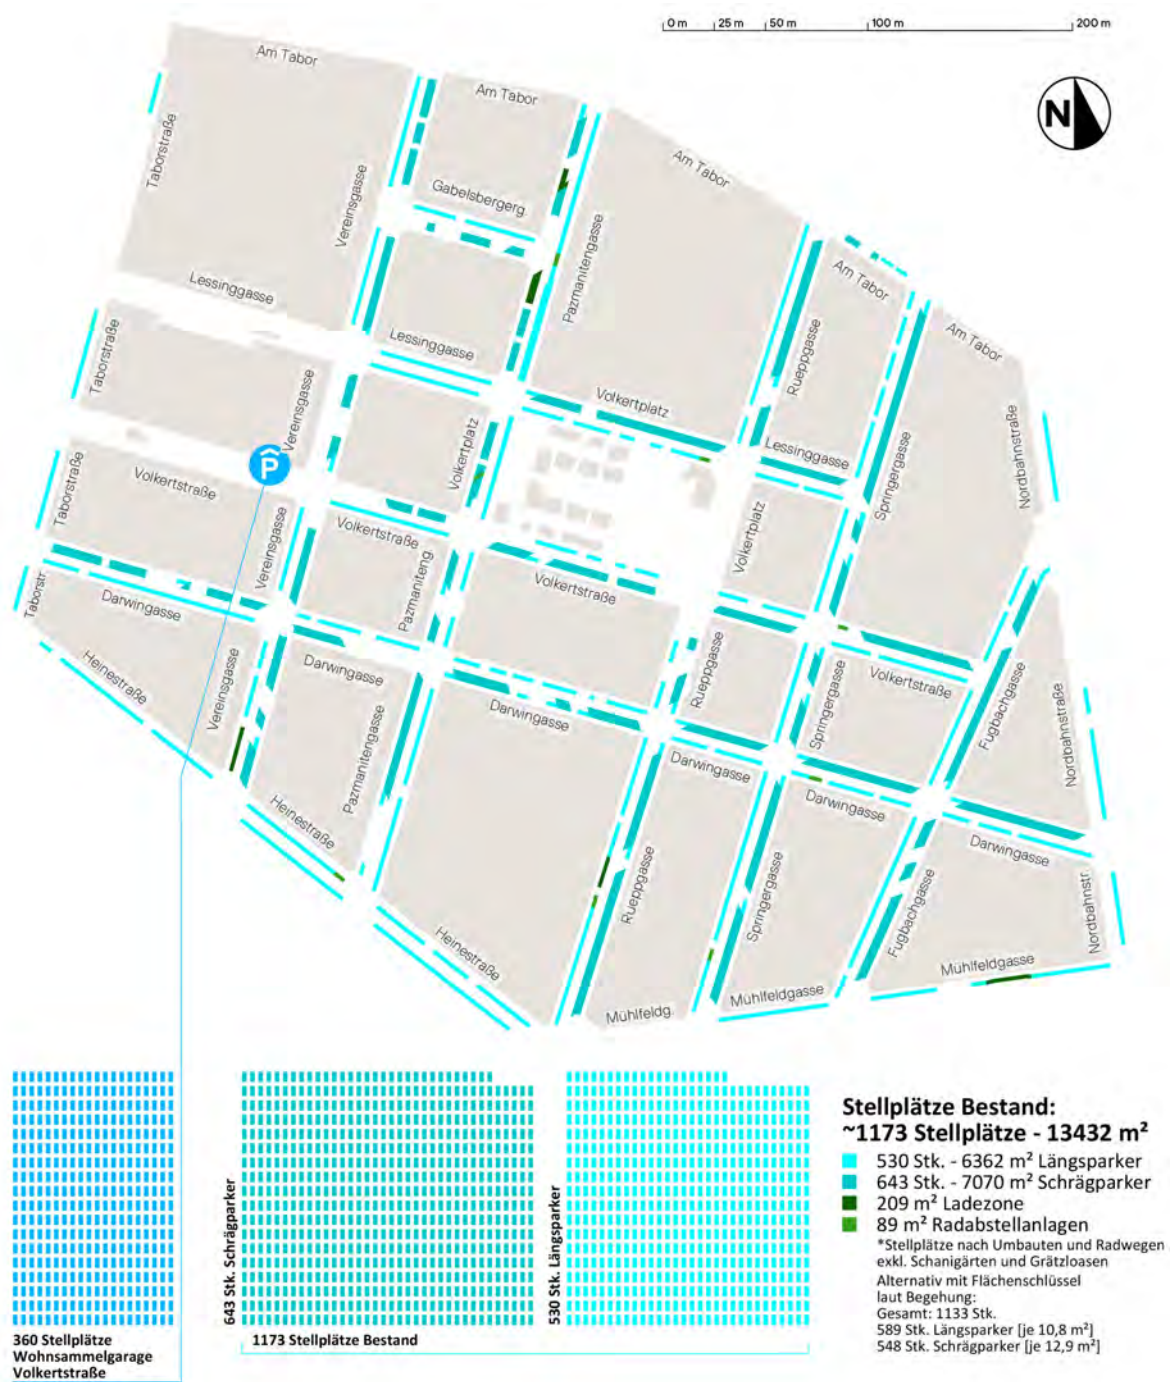 0 m 25 m 50 m 100 m 200 m
N
Am Tabor
Am Tabor
Taborstraße
Vereinsgasse
Gabelsbergerg.
Am Tabor
Pazmanitengasse
Lessinggasse
Am Tabor
Taborstraße
Lessinggasse
Rueppgasse
Am Tabor
Vereinsgasse
Volkertplatz
Volkertplatz
Lessinggasse
Springergasse
Nordbahnstraße
P
Taborstraße
Volkertstraße
Vereinsgasse
Volkertstraße
Volkertplatz
Taborstr.
Darwingasse
Pazmaniteng.
Volkertstraße
Heinestraße
Vereinsgasse
Darwingasse
Rueppgasse
Springergasse
Volkertstraße
Fugbachgasse
Nordbahnstraße
Pazmanitengasse
Darwingasse
Darwingasse
Heinestraße
Darwingasse
Darwingasse
Rueppgasse
Springergasse
Fugbachgasse
Nordbahnstr.
Heinestraße
Mühlfeldgasse
Mühlfeldgasse
Mühlfeldg.
360 Stellplätze
Wohnsammelgarage
Volkertstraße
643 Stk. Schrägparker
530 Stk. Längsparker
1173 Stellplätze Bestand
Stellplätze Bestand:
~1173 Stellplätze - 13432 m²
530 Stk. - 6362 m² Längsparker
643 Stk. - 7070 m² Schrägparker
209 m² Ladezone
89 m² Radabstellanlagen
*Stellplätze nach Umbauten und Radwegen
exkl. Schanigärten und Grätzloasen
Alternativ mit Flächenschlüssel
laut Begehung:
Gesamt: 1133 Stk.
589 Stk. Längsparker [je 10,8 m²]
548 Stk. Schrägparker [je 12,9 m²]